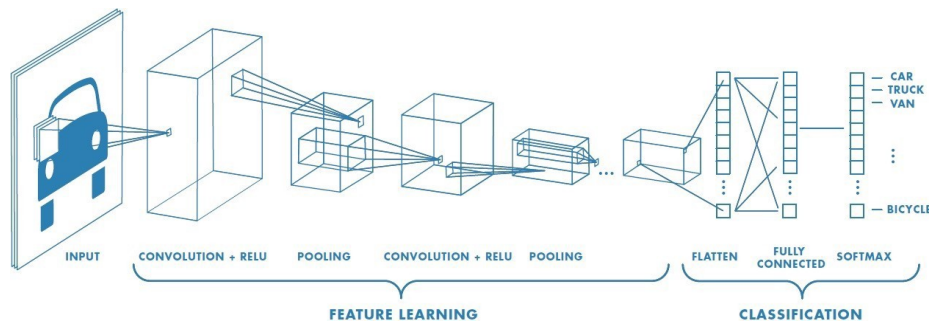 CAR
TRUCK
VAN
BICYCLE
INPUT
CONVOLUTION + RELU
POOLING
CONVOLUTION + RELU
POOLING
FLATTEN
FULLY
CONNECTED
SOFTMAX
FEATURE LEARNING
CLASSIFICATION